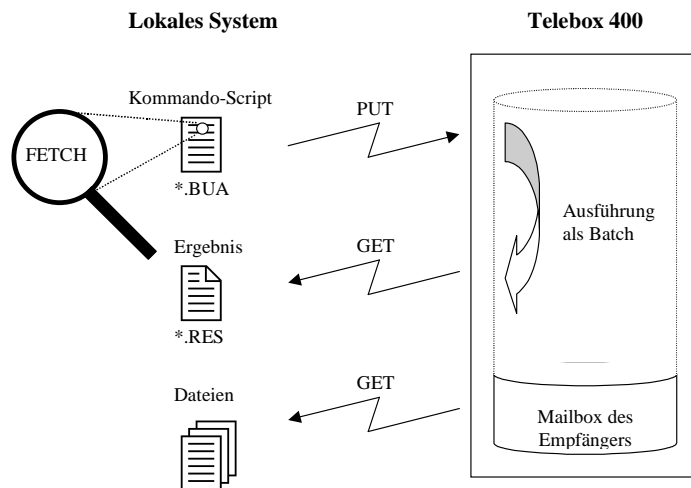 Lokales System
Telebox 400
Kommando-Script
FETCH
*.BUA
PUT
Ausführung
als Batch
Ergebnis
*.RES
GET
Dateien
GET
Mailbox des
Empfängers